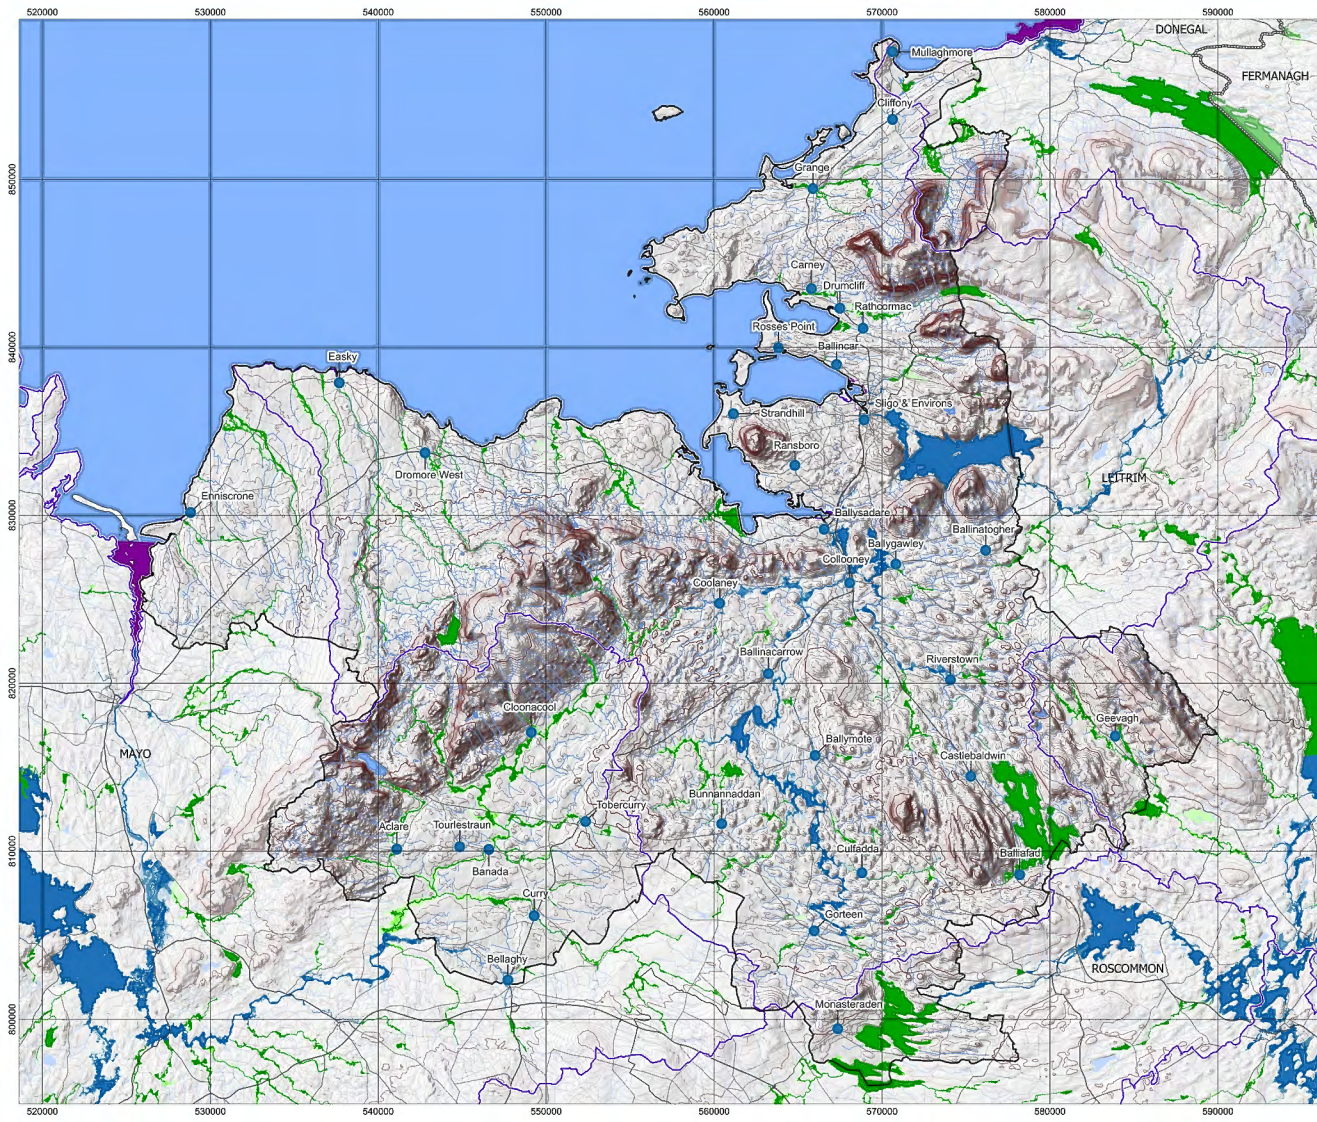 520000 530000 540000 550000 560000 570000 580000 590000
DONEGAL
Mullaghmore
FERMANAGH
Cliffony
Grange
850000
Carney
Drumcliff
Rathcormac
Rosses Point
840000
Ballincar
Easky
Sligo & Environs
Strandhill
Ransboro
Dromore West
LEITRIM
Enniscrone
830000
Ballysadare
Ballinatogher
Ballygawley
Collooney
Coolaney
Ballinacarrow
Riverstown
820000
Cloonacool
Geevagh
Ballymote
MAYO
Castlebaldwin
Bunnannaddan
Tobercurry
Aclare
Tourlestraun
810000
Culfadda
Ballafad
Banada
Curry
Gorteen
Bellaghy
ROSCOMMON
Monasteraden
800000
520000 530000 540000 550000 560000 570000 580000 590000